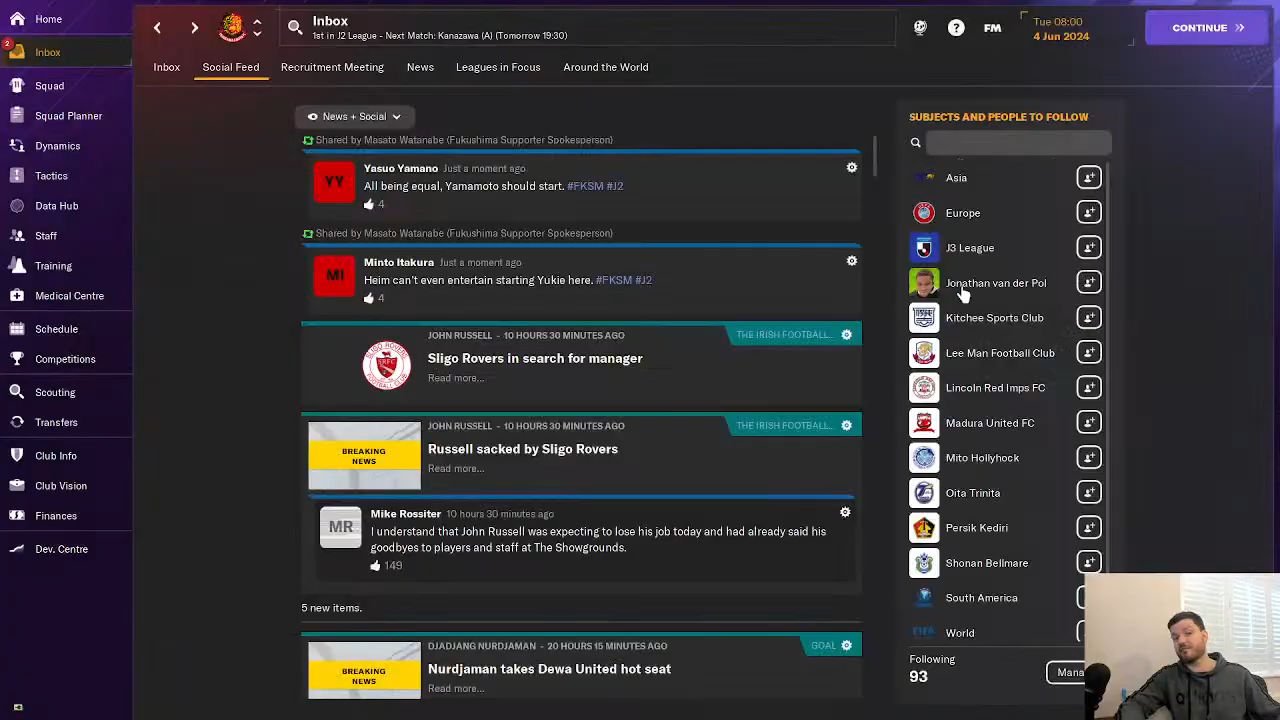 Home
Inbox
1st in J2 League - Next Match: Kanazawa (A) (Tomorrow 19:30)
?
FM
Tue 08:00
4 Jun 2024
CONTINUE
2
Inbox
Inbox
Social Feed
Recruitment Meeting
News
Leagues in Focus
Around the World
Squad
Squad Planner
Dynamics
Tactics
Data Hub
Staff
Training
Medical Centre
Schedule
Competitions
Scouting
Transfers
Club Info
Club Vision
Finances
Dev. Centre
News + Social
Shared by Masato Watanabe (Fukushima Supporter Spokesperson)
YY
Yasuo Yamano Just a moment ago
All being equal, Yamamoto should start. #FKSM #J2
4
Shared by Masato Watanabe (Fukushima Supporter Spokesperson)
MI
Minto Itakura Just a moment ago
Heim can't even entertain starting Yukie here. #FKSM #J2
4
JOHN RUSSELL - 10 HOURS 30 MINUTES AGO
THE IRISH FOOTBALL...
Sligo Rovers in search for manager
Read more...
JOHN RUSSELL - 10 HOURS 30 MINUTES AGO
THE IRISH FOOTBALL...
BREAKING
NEWS
Russell sacked by Sligo Rovers
Read more...
MR
Mike Rossiter 10 hours 30 minutes ago
I understand that John Russell was expecting to lose his job today and had already said his
goodbyes to players and staff at The Showgrounds.
149
5 new items.
DJADJANG NURDJAMAN - 20 HOURS 15 MINUTES AGO
GOAL
BREAKING
NEWS
Nurdjaman takes Dewa United hot seat
Read more...
SUBJECTS AND PEOPLE TO FOLLOW
Asia
Europe
J3 League
Jonathan van der Pol
Kitchee Sports Club
Lee Man Football Club
Lincoln Red Imps FC
Madura United FC
Mito Hollyhock
Oita Trinita
Persik Kediri
Shonan Bellmare
South America
FIFA
World
Following
93
Mana